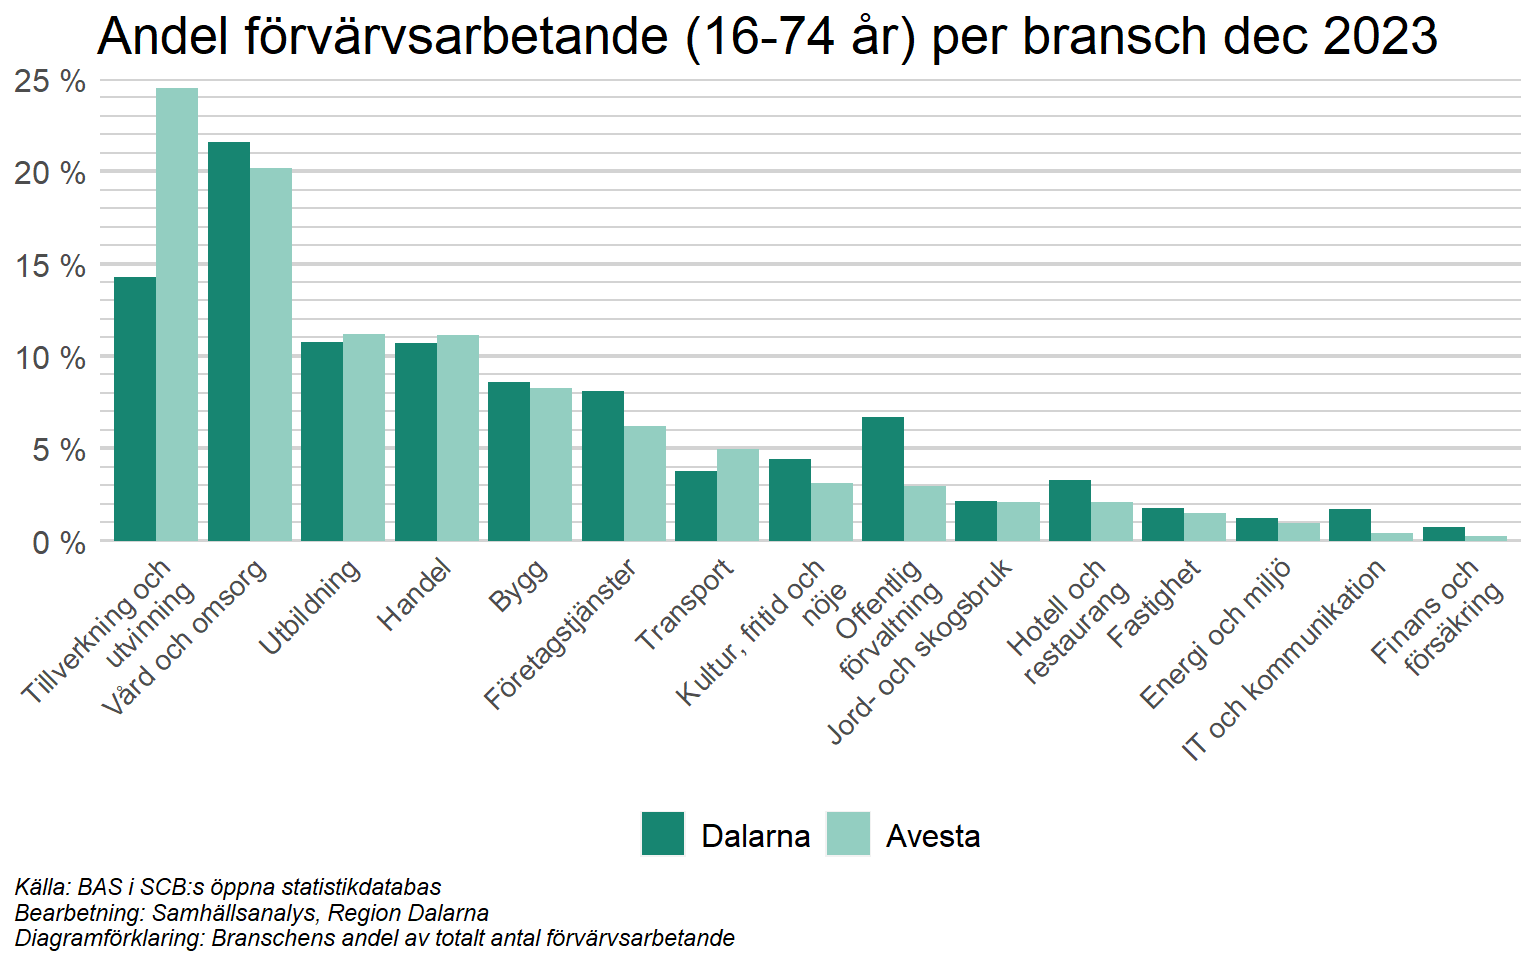 Andel förvärvsarbetande (16-74 år) per bransch dec 2023
25 %
20 %
15 %
10 %
5 %
0 %
Tillverkning och
utvinning
Vård och omsorg
Utbildning
Handel
Bygg
Företagstjänster
Transport
Kultur, fritid och
nöje
Offentlig
förvaltning
Jord- och skogsbruk
Hotell och
restaurang
Fastighet
Energi och miljö
IT och kommunikation
Finans och
försäkring
Dalarna
Avesta
Källa: BAS i SCB:s öppna statistikdatabas
Bearbetning: Samhällsanalys, Region Dalarna
Diagramförklaring: Branschens andel av totalt antal förvärvsarbetande